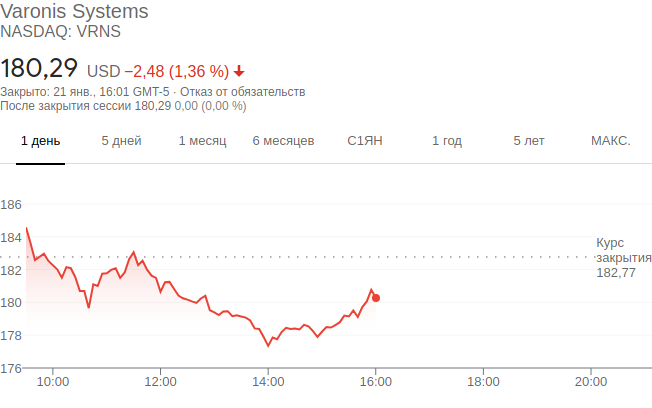 Varonis Systems
NASDAQ: VRNS
180,29 USD −2,48 (1,36 %)
Закрыто: 21 янв., 16:01 GMT-5 · Отказ от обязательств
После закрытия сессии 180,29 0,00 (0,00 %)
1 день 5 дней 1 месяц 6 месяцев С1ЯН 1 год 5 лет МАКС.
186
184
Курс
закрытия
182,77
182
180
178
176
10:00 12:00 14:00 16:00 18:00 20:00